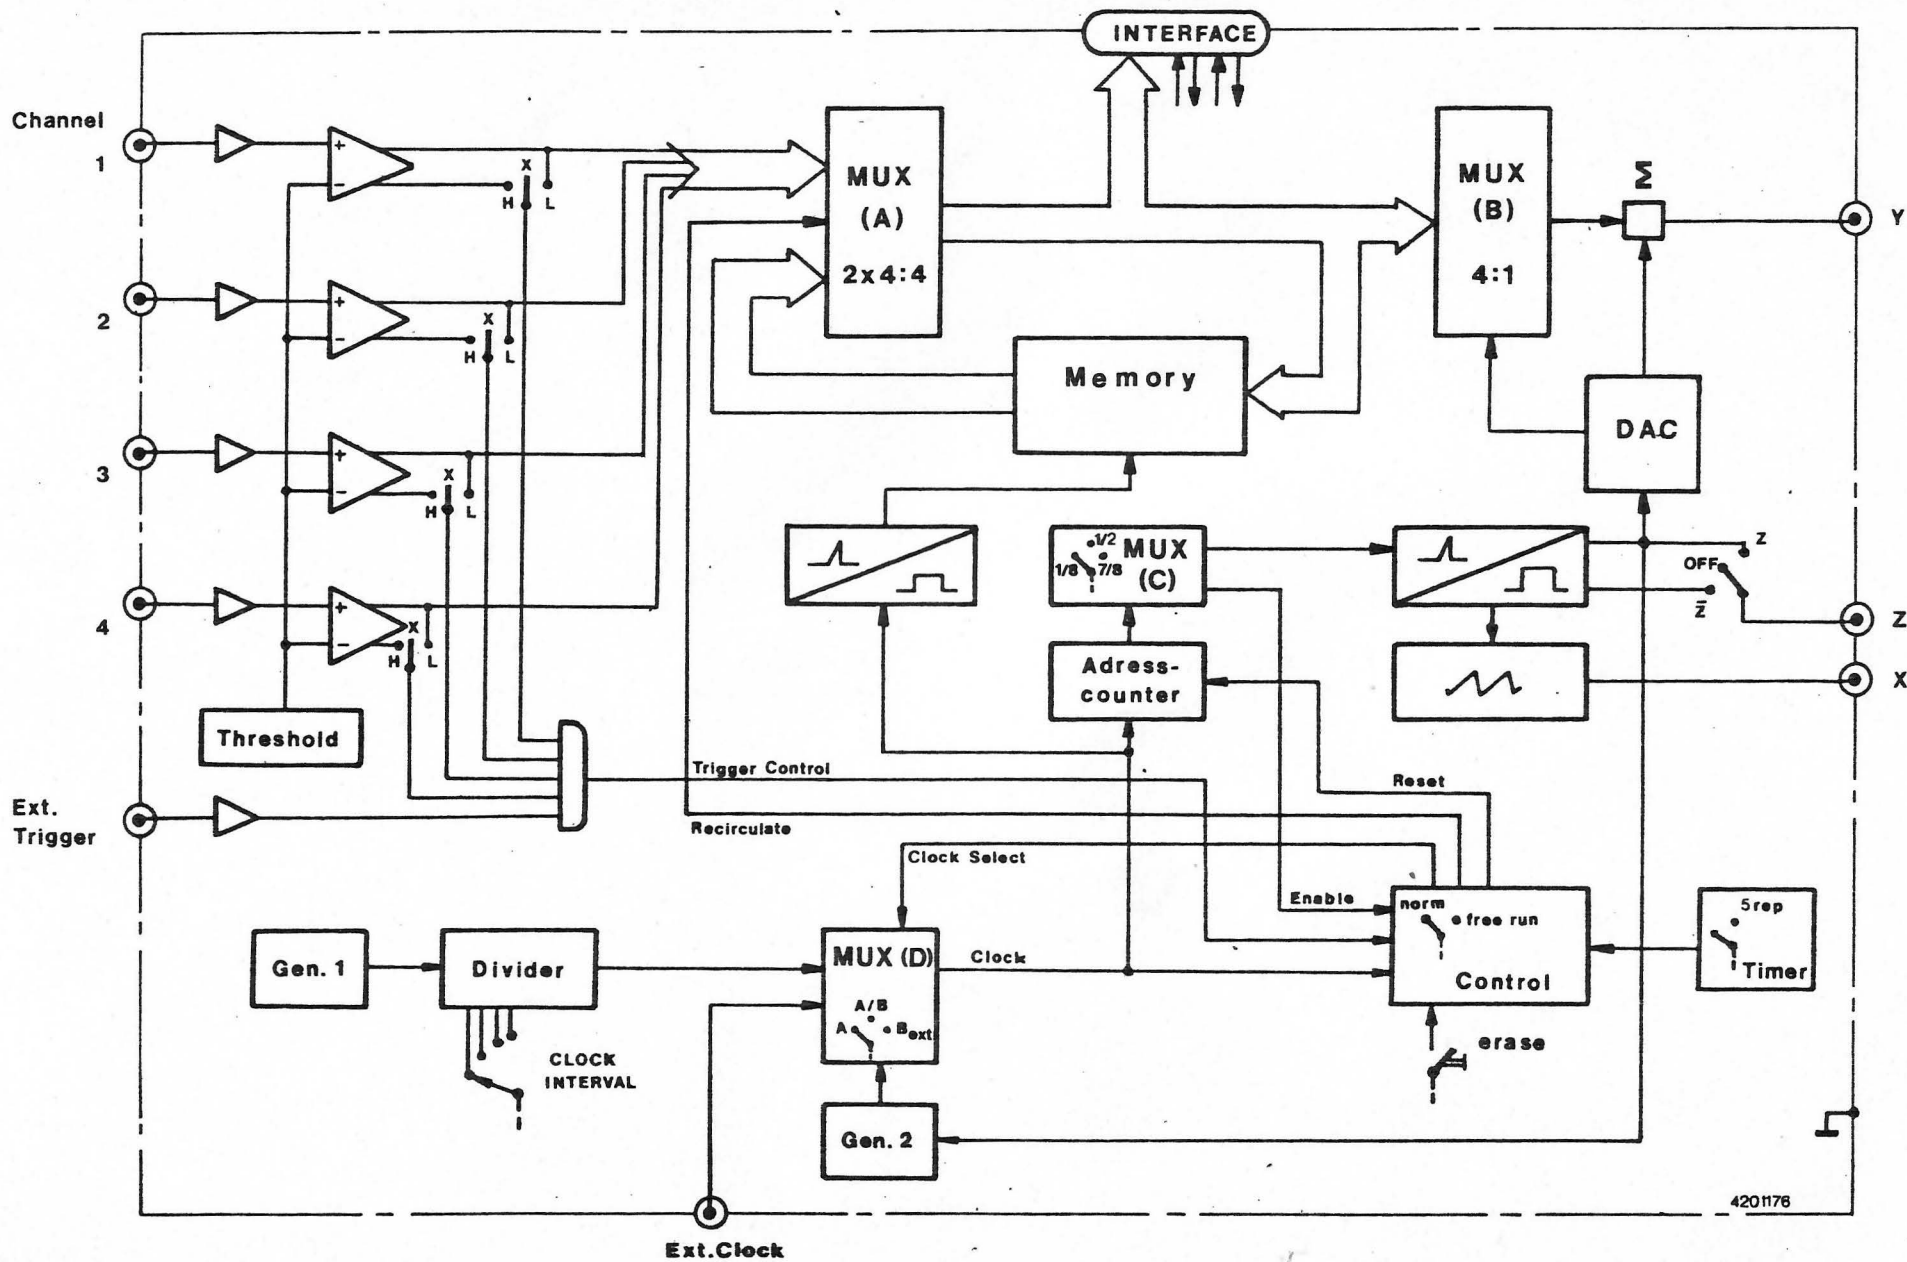 INTERFACE
Channel
1
2
3
4
+
−
X
H
L
+
−
X
H
L
+
−
X
H
L
+
−
X
H
L
Threshold
Ext.
Trigger
MUX
(A)
2x4:4
Memory
MUX
(B)
4:1
Σ
Y
DAC
1/2
1/8
7/8
MUX
(C)
Adress-
counter
Z
OFF
Z̄
Z
X
Trigger Control
Reset
Recirculate
Clock Select
Enable
norm
free run
Control
5rep
Timer
erase
Gen. 1
Divider
CLOCK
INTERVAL
MUX (D)
A/B
A
Bext.
Clock
Gen. 2
Ext.Clock
4201176